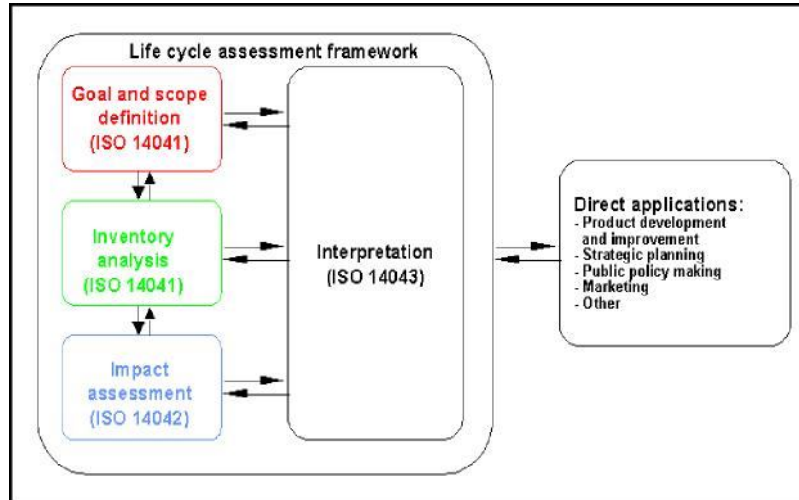 Life cycle assessment framework
Goal and scope
definition
(ISO 14041)
Inventory
analysis
(ISO 14041)
Impact
assessment
(ISO 14042)
Interpretation
(ISO 14043)
Direct applications:
- Product development
and improvement
- Strategic planning
- Public policy making
- Marketing
- Other